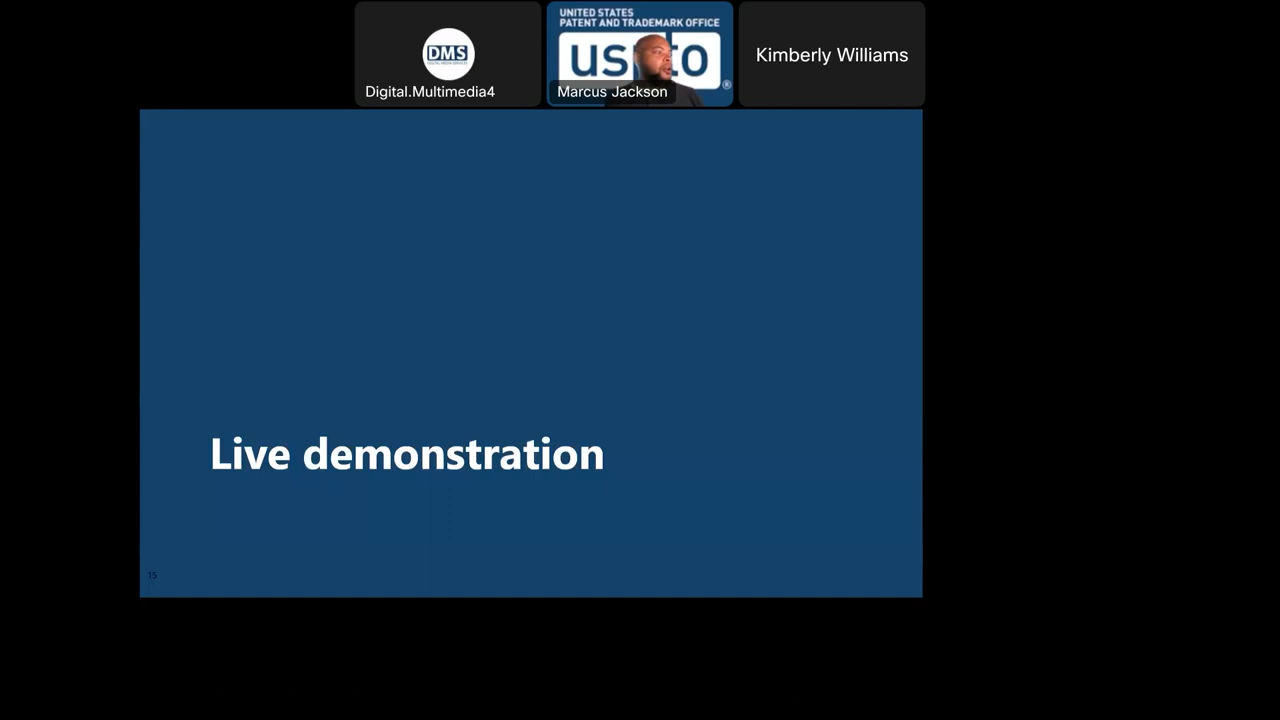 UNITED STATES
PATENT AND TRADEMARK OFFICE
DMS
Digital.Multimedia4
Marcus Jackson
®
Kimberly Williams
Live demonstration
15